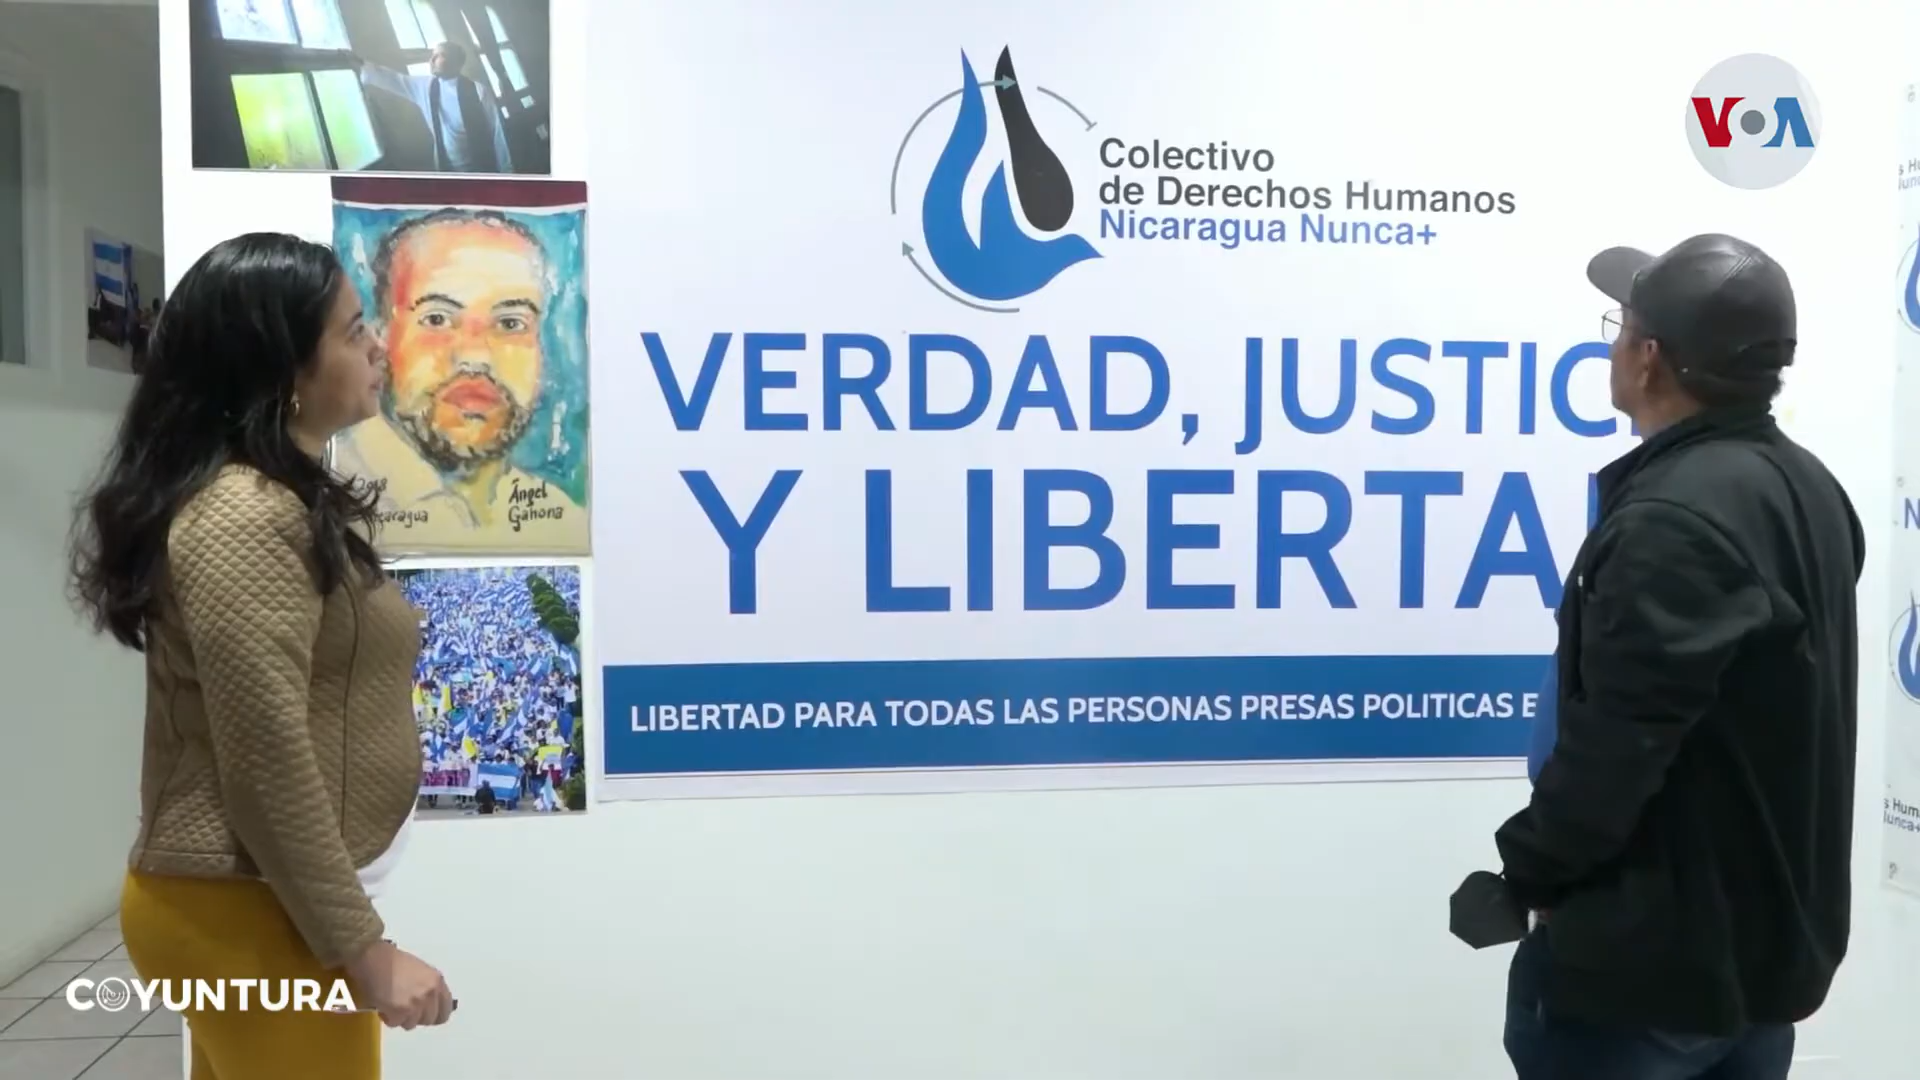 VOA
Colectivo
de Derechos Humanos
Nicaragua Nunca+
VERDAD, JUSTIC
Y LIBERTA
LIBERTAD PARA TODAS LAS PERSONAS PRESAS POLITICAS E
Ángel
Gahona
COYUNTURA